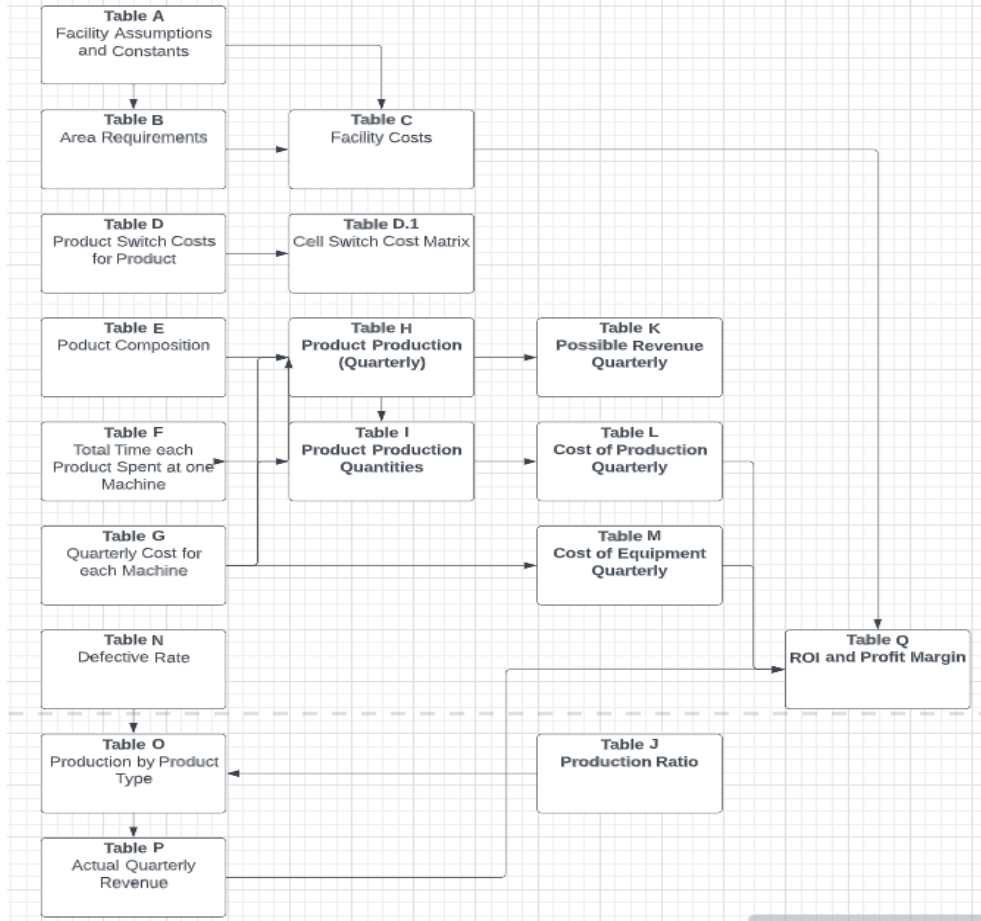 Table A
Facility Assumptions
and Constants
Table B
Area Requirements
Table C
Facility Costs
Table D
Product Switch Costs
for Product
Table D.1
Cell Switch Cost Matrix
Table E
Poduct Composition
Table H
Product Production
(Quarterly)
Table K
Possible Revenue
Quarterly
Table F
Total Time each
Product Spent at one
Machine
Table I
Product Production
Quantities
Table L
Cost of Production
Quarterly
Table G
Quarterly Cost for
each Machine
Table M
Cost of Equipment
Quarterly
Table N
Defective Rate
Table Q
ROI and Profit Margin
Table O
Production by Product
Type
Table J
Production Ratio
Table P
Actual Quarterly
Revenue